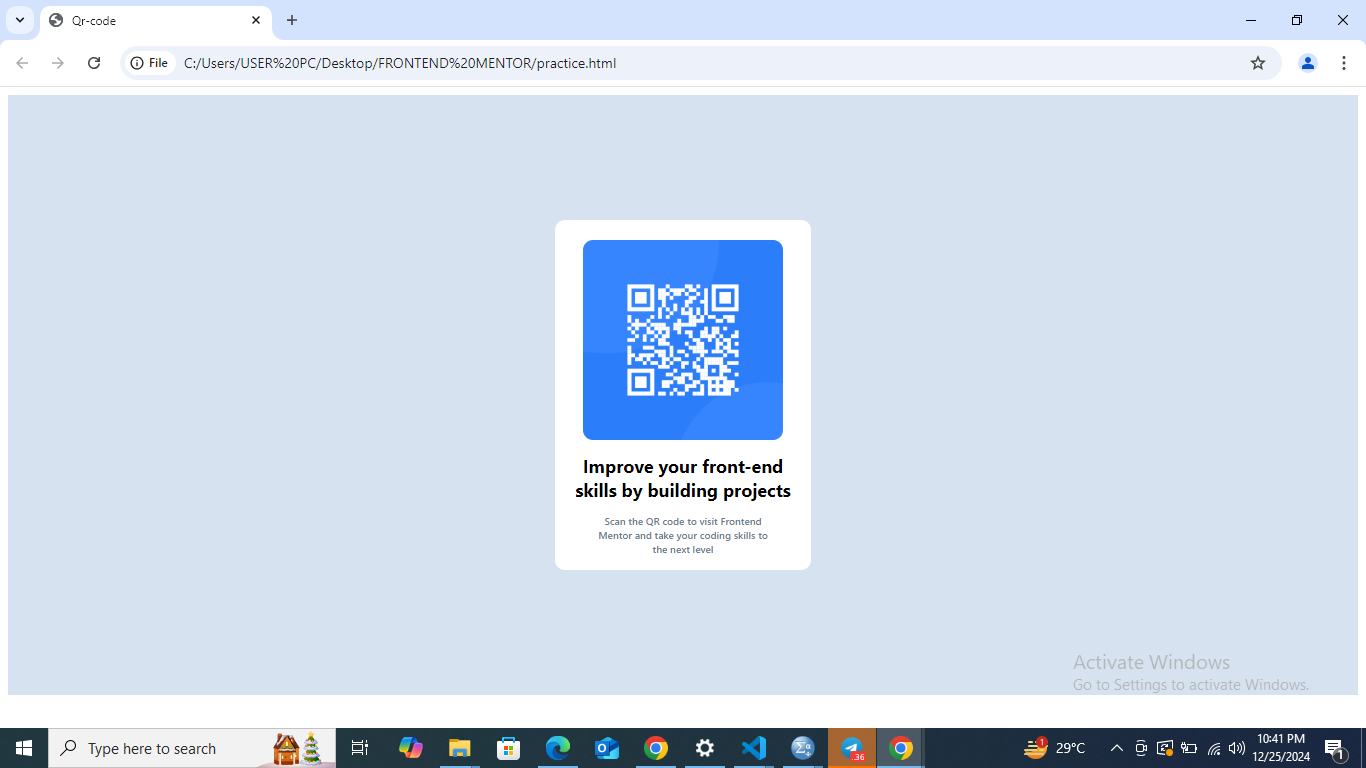 Qr-code
File
C:/Users/USER%20PC/Desktop/FRONTEND%20MENTOR/practice.html
Improve your front-end
skills by building projects
Scan the QR code to visit Frontend
Mentor and take your coding skills to
the next level
Activate Windows
Go to Settings to activate Windows.
Type here to search
.36
1
29°C
10:41 PM
12/25/2024
1